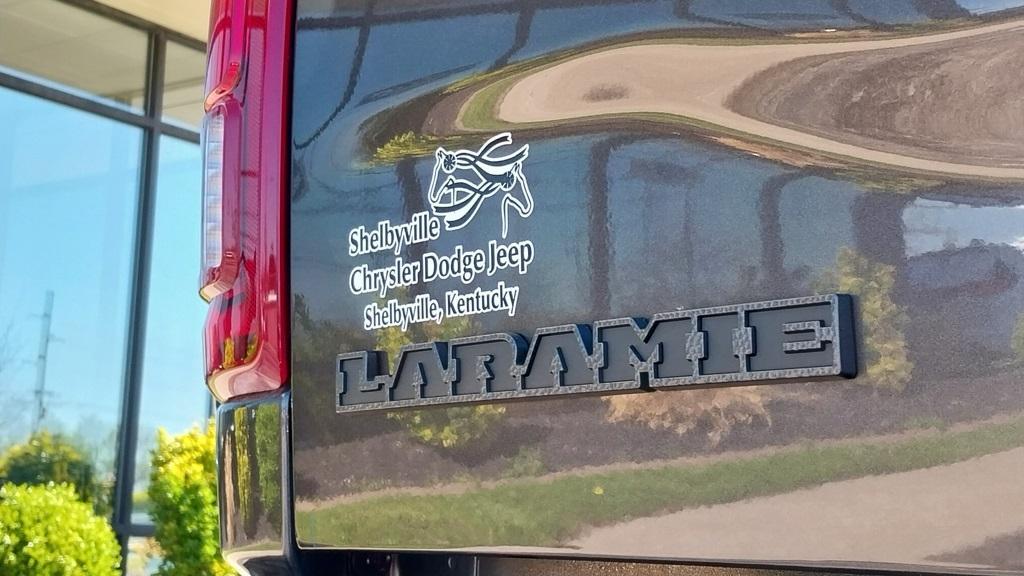 Shelbyville
Chrysler Dodge Jeep
Shelbyville, Kentucky
LARAMIE